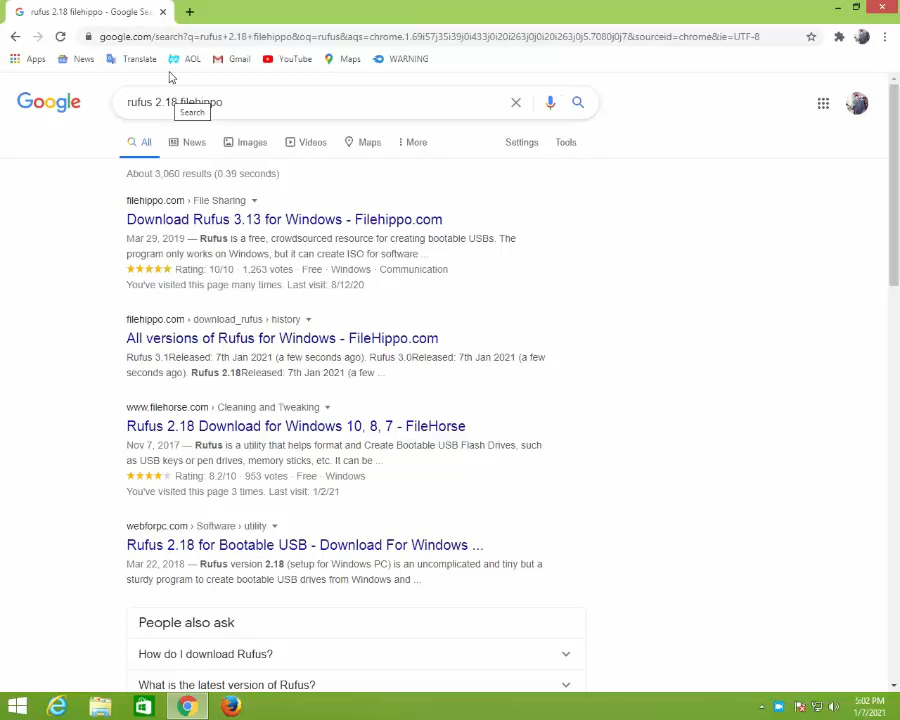 rufus 2.18 filehippo - Google Sea
google.com/search?q=rufus+2.18+filehippo&oq=rufus&aqs=chrome.1.69i57j35i39j0i433j0i20i263j0j0i20i263j0j5.7080j0j7&sourceid=chrome&ie=UTF-8
Apps News Translate AOL Gmail YouTube Maps WARNING
Google
rufus 2.18 filehippo
Search
All News Images Videos Maps More Settings Tools
About 3,060 results (0.39 seconds)
filehippo.com › File Sharing
Download Rufus 3.13 for Windows - Filehippo.com
Mar 29, 2019 — Rufus is a free, crowdsourced resource for creating bootable USBs. The
program only works on Windows, but it can create ISO for software ...
Rating: 10/10 · 1,263 votes · Free · Windows · Communication
You've visited this page many times. Last visit: 8/12/20
filehippo.com › download_rufus › history
All versions of Rufus for Windows - FileHippo.com
Rufus 3.1Released: 7th Jan 2021 (a few seconds ago). Rufus 3.0Released: 7th Jan 2021 (a few
seconds ago). Rufus 2.18Released: 7th Jan 2021 (a few ...
www.filehorse.com › Cleaning and Tweaking
Rufus 2.18 Download for Windows 10, 8, 7 - FileHorse
Nov 7, 2017 — Rufus is a utility that helps format and Create Bootable USB Flash Drives, such
as USB keys or pen drives, memory sticks, etc. It can be ...
Rating: 8.2/10 · 953 votes · Free · Windows
You've visited this page 3 times. Last visit: 1/2/21
webforpc.com › Software › utility
Rufus 2.18 for Bootable USB - Download For Windows ...
Mar 22, 2018 — Rufus version 2.18 (setup for Windows PC) is an uncomplicated and tiny but a
sturdy program to create bootable USB drives from Windows and ...
People also ask
How do I download Rufus?
What is the latest version of Rufus?
5:02 PM
1/7/2021